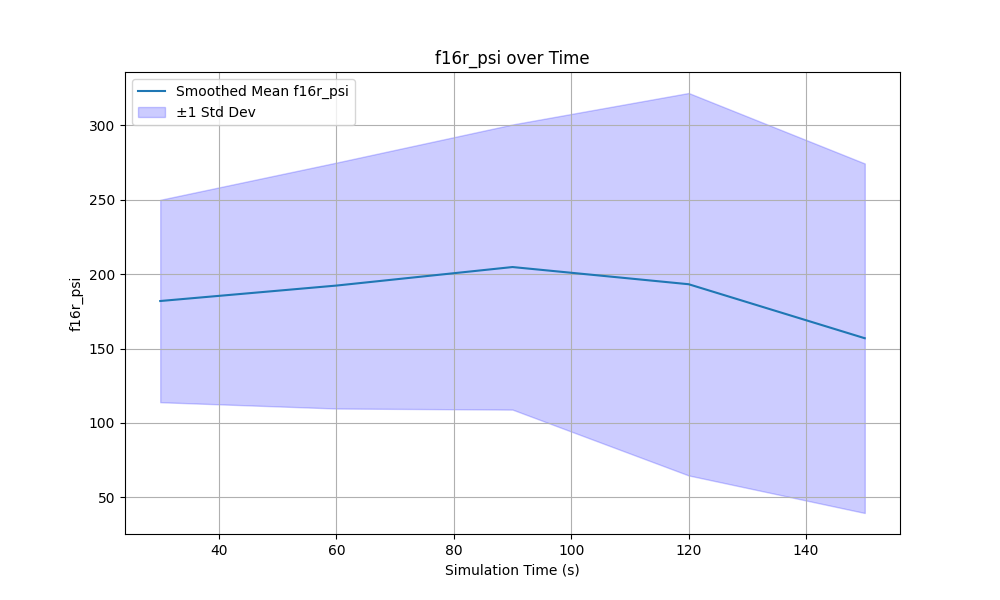 f16r_psi over Time
Smoothed Mean f16r_psi
±1 Std Dev
300
250
200
150
100
50
f16r_psi
40 60 80 100 120 140
Simulation Time (s)